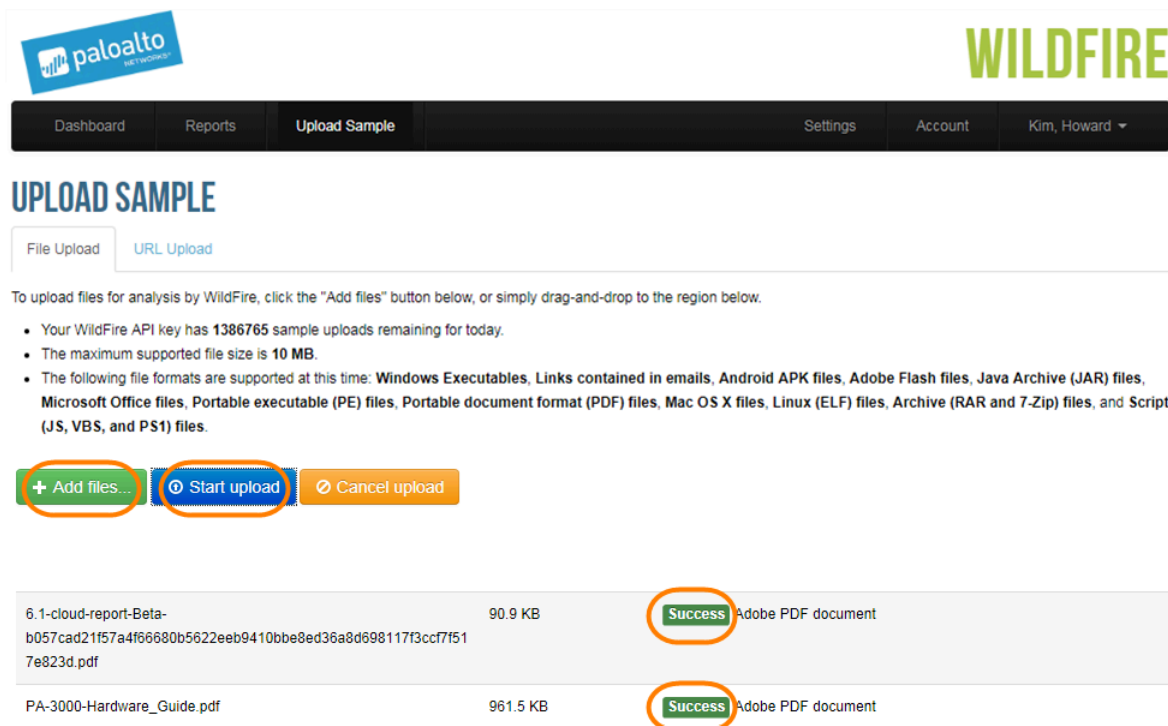 paloalto
NETWORKS
WILDFIRE
Dashboard Reports Upload Sample Settings Account Kim, Howard
UPLOAD SAMPLE
File Upload URL Upload
To upload files for analysis by WildFire, click the "Add files" button below, or simply drag-and-drop to the region below.
• Your WildFire API key has 1386765 sample uploads remaining for today.
• The maximum supported file size is 10 MB.
• The following file formats are supported at this time: Windows Executables, Links contained in emails, Android APK files, Adobe Flash files, Java Archive (JAR) files,
Microsoft Office files, Portable executable (PE) files, Portable document format (PDF) files, Mac OS X files, Linux (ELF) files, Archive (RAR and 7-Zip) files, and Script
(JS, VBS, and PS1) files.
+ Add files... Start upload Cancel upload
6.1-cloud-report-Beta- 90.9 KB Success Adobe PDF document
b057cad21f57a4f66680b5622eeb9410bbe8ed36a8d698117f3ccf7f51
7e823d.pdf
PA-3000-Hardware_Guide.pdf 961.5 KB Success Adobe PDF document